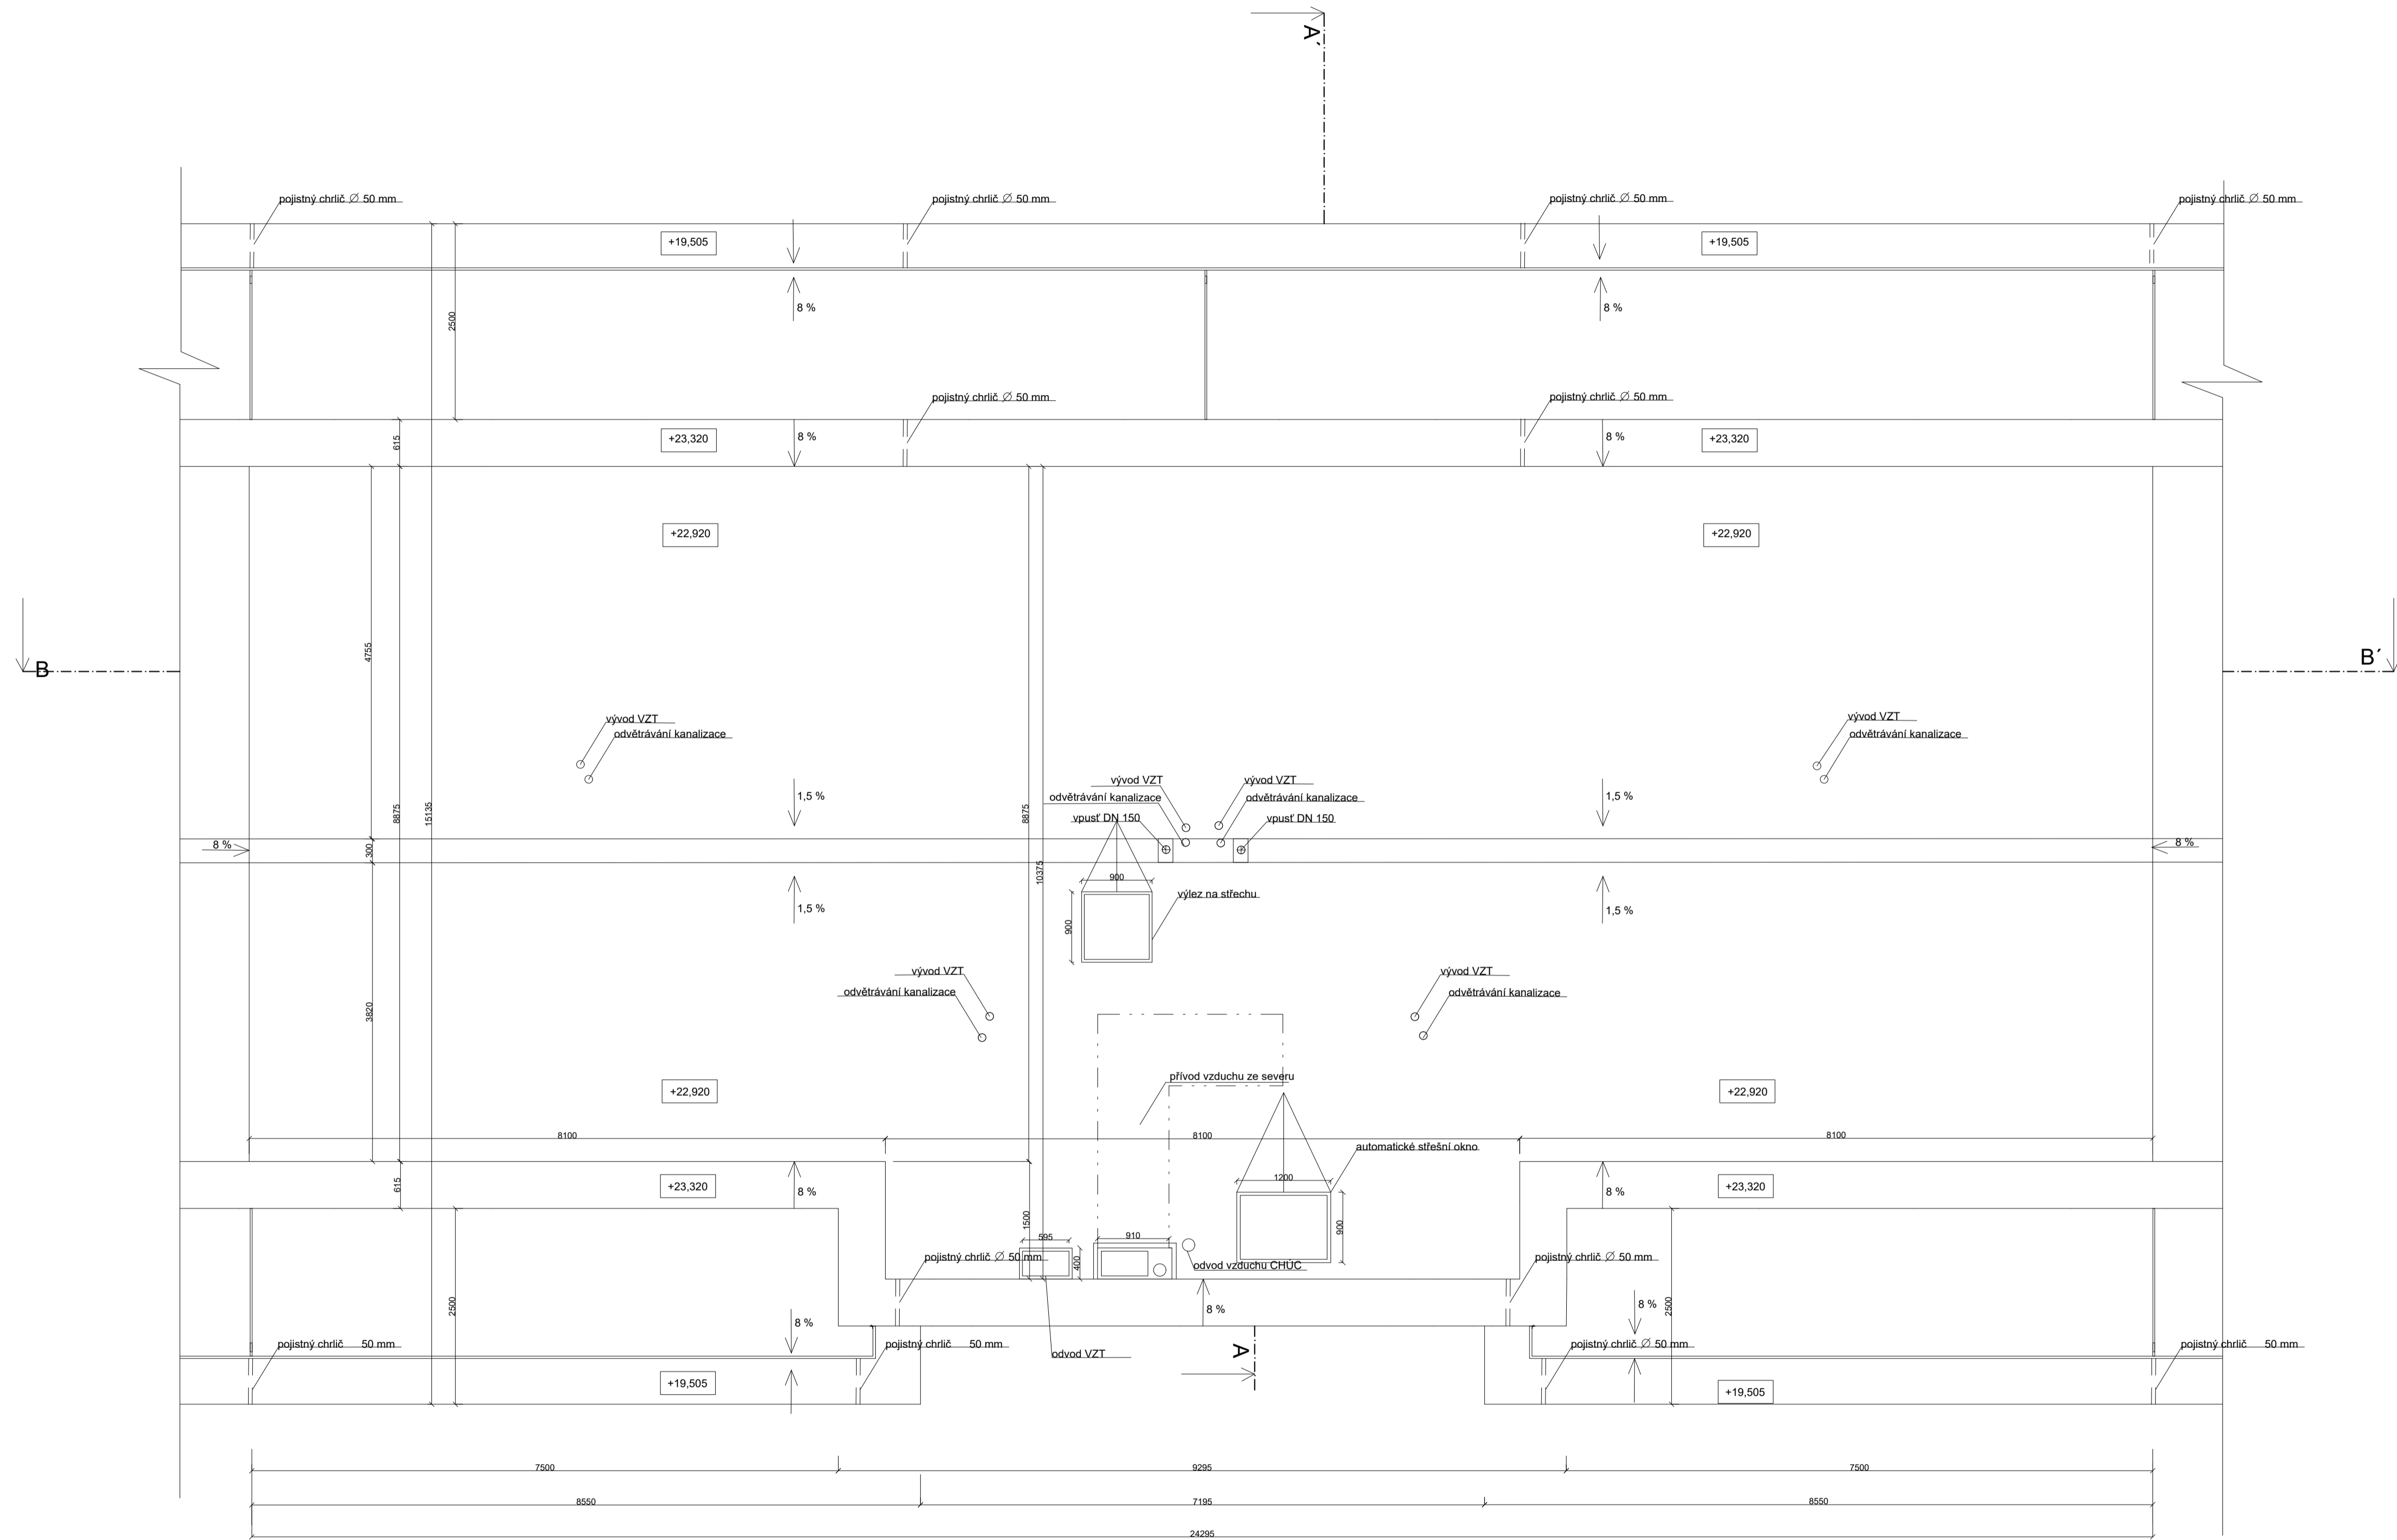 A´
pojistný chrlič ∅ 50 mm
pojistný chrlič ∅ 50 mm
pojistný chrlič ∅ 50 mm
pojistný chrlič ∅ 50 mm
+19,505
+19,505
8 %
8 %
2500
pojistný chrlič ∅ 50 mm
pojistný chrlič ∅ 50 mm
615
+23,320
8 %
+23,320
8 %
+22,920
+22,920
4755
B
B´
vývod VZT
odvětrávání kanalizace
vývod VZT
odvětrávání kanalizace
vývod VZT
vývod VZT
odvětrávání kanalizace
odvětrávání kanalizace
vpusť DN 150
vpusť DN 150
1,5 %
1,5 %
8875
15135
8875
8 %
300
8 %
10375
900
900
výlez na střechu
1,5 %
1,5 %
vývod VZT
odvětrávání kanalizace
vývod VZT
odvětrávání kanalizace
3820
přívod vzduchu ze severu
+22,920
+22,920
8100
8100
8100
automatické střešní okno
615
+23,320
8 %
1200
8 %
+23,320
1500
900
595
910
400
pojistný chrlič ∅ 50 mm
odvod vzduchu CHÚC
pojistný chrlič ∅ 50 mm
2500
8 %
8 %
8 %
2500
pojistný chrlič 50 mm
pojistný chrlič 50 mm
odvod VZT
A
pojistný chrlič ∅ 50 mm
pojistný chrlič 50 mm
+19,505
+19,505
7500
9295
7500
8550
7195
8550
24295